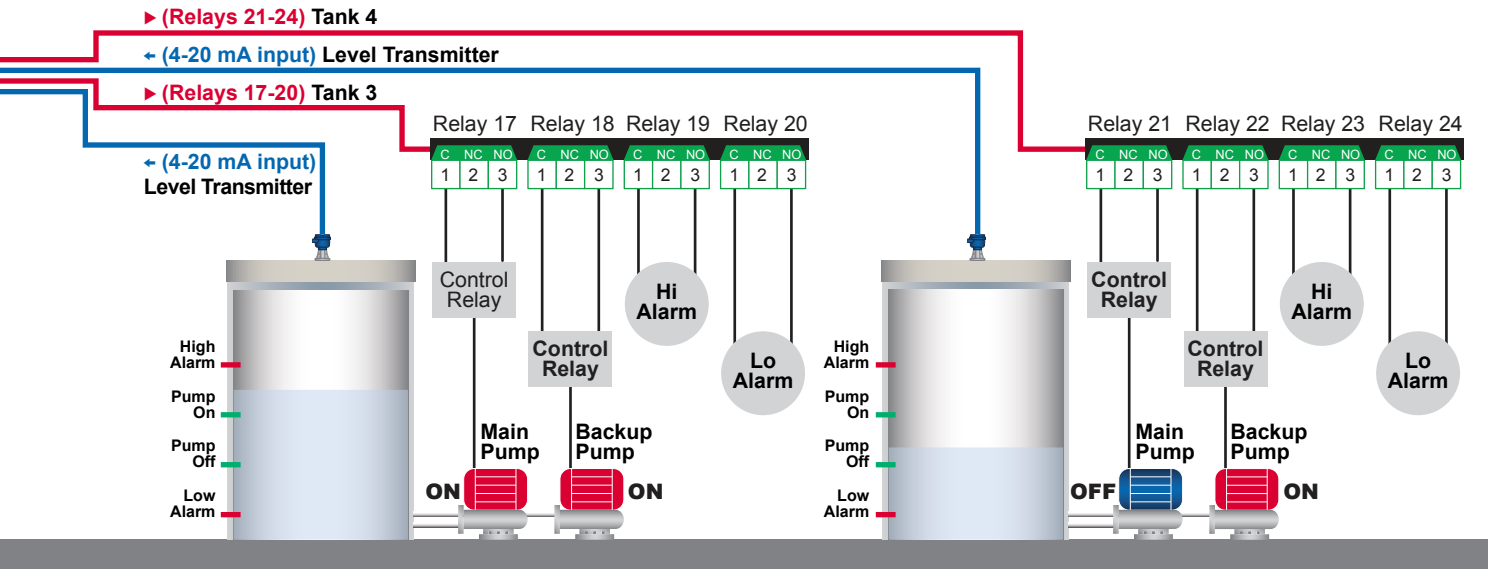 ▶ (Relays 21-24) Tank 4
← (4-20 mA input) Level Transmitter
▶ (Relays 17-20) Tank 3
← (4-20 mA input)
Level Transmitter
Relay 17 Relay 18 Relay 19 Relay 20
C NC NO C NC NO C NC NO C NC NO
1 2 3 1 2 3 1 2 3 1 2 3
Control
Relay
Control
Relay
Hi
Alarm
Lo
Alarm
High
Alarm
Pump
On
Pump
Off
Low
Alarm
Main
Pump
Backup
Pump
ON
ON
Relay 21 Relay 22 Relay 23 Relay 24
C NC NO C NC NO C NC NO C NC NO
1 2 3 1 2 3 1 2 3 1 2 3
Control
Relay
Control
Relay
Hi
Alarm
Lo
Alarm
High
Alarm
Pump
On
Pump
Off
Low
Alarm
Main
Pump
Backup
Pump
OFF
ON